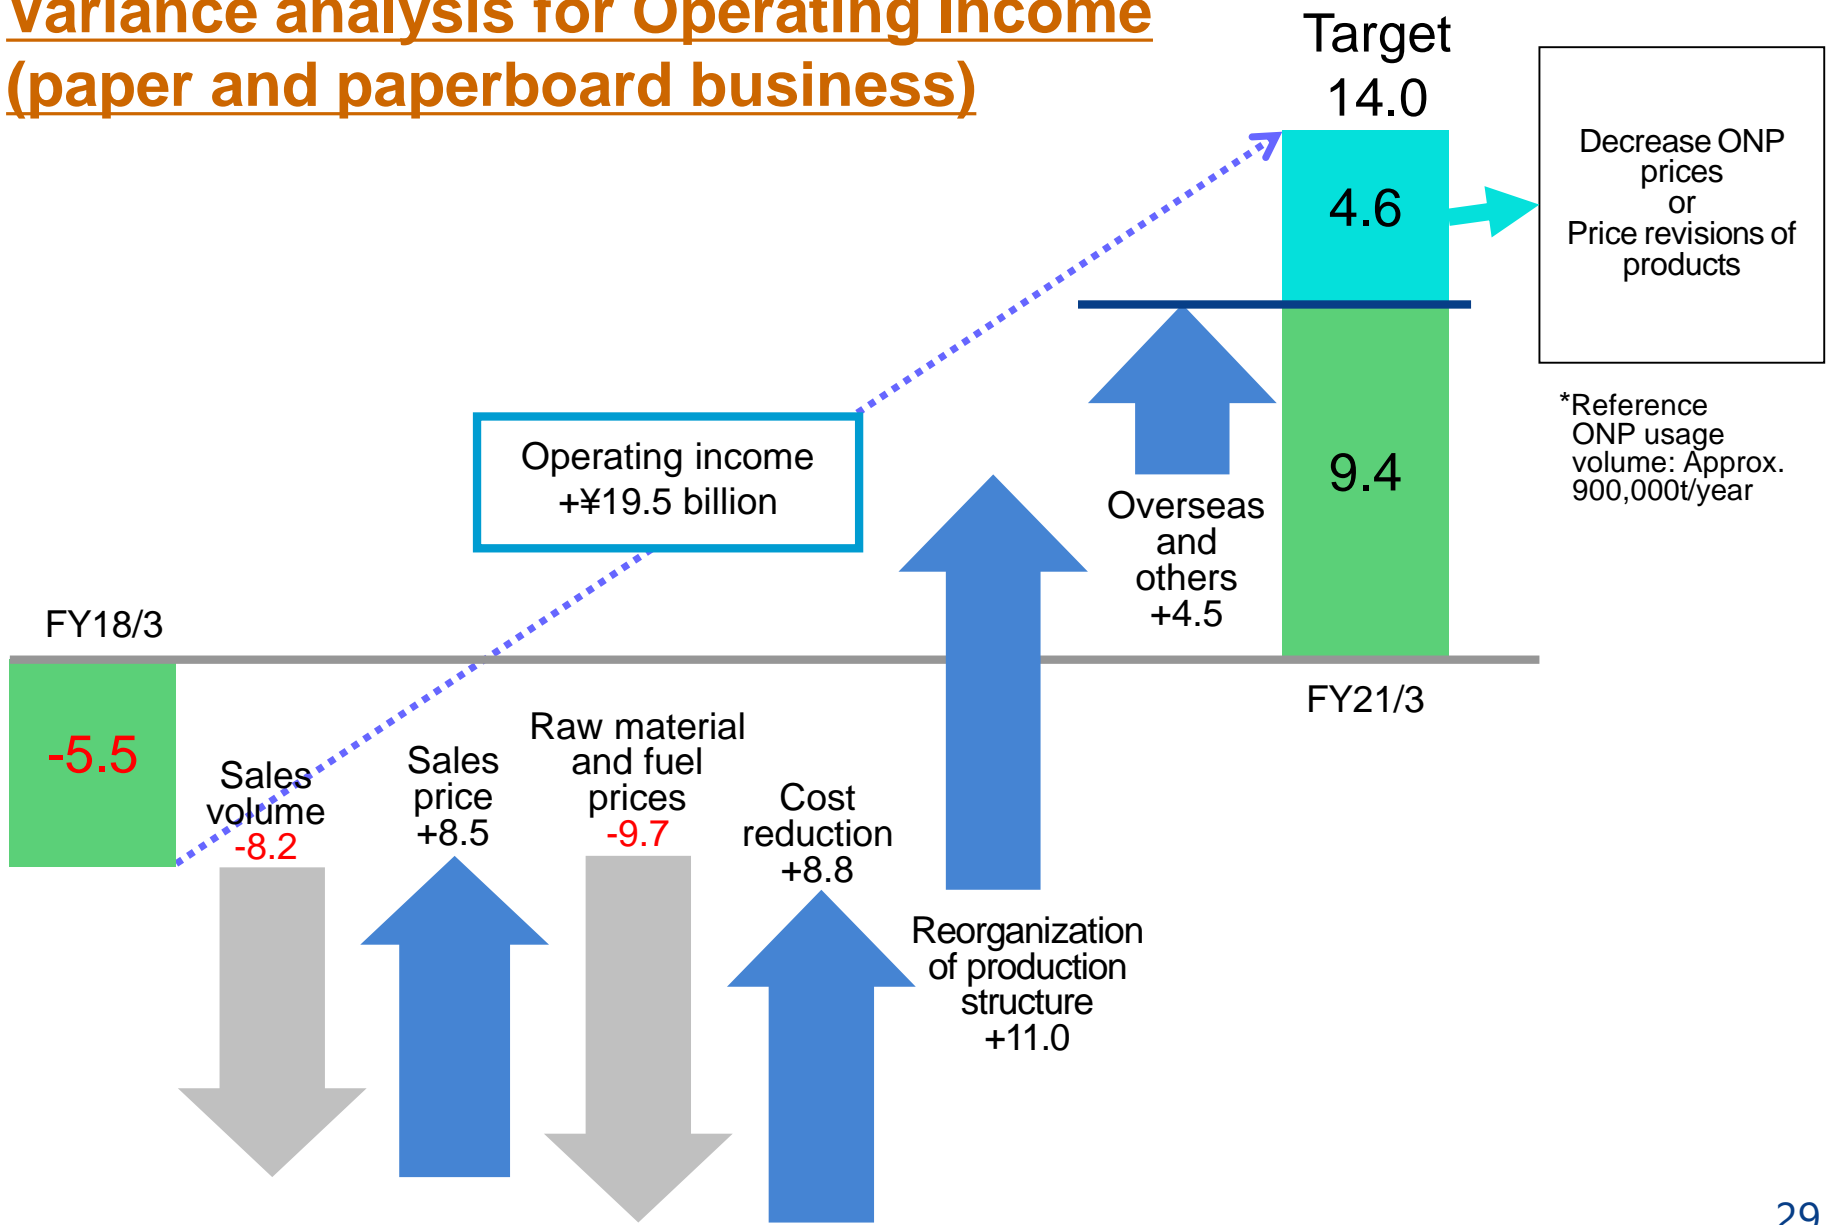 Variance analysis for Operating Income
(paper and paperboard business)
Target
14.0
Decrease ONP
prices
or
Price revisions of
products
4.6
*Reference
ONP usage
volume: Approx.
900,000t/year
Operating income
+¥19.5 billion
9.4
Overseas
and
others
+4.5
FY18/3
FY21/3
-5.5
Sales
volume
-8.2
Sales
price
+8.5
Raw material
and fuel
prices
-9.7
Cost
reduction
+8.8
Reorganization
of production
structure
+11.0
29